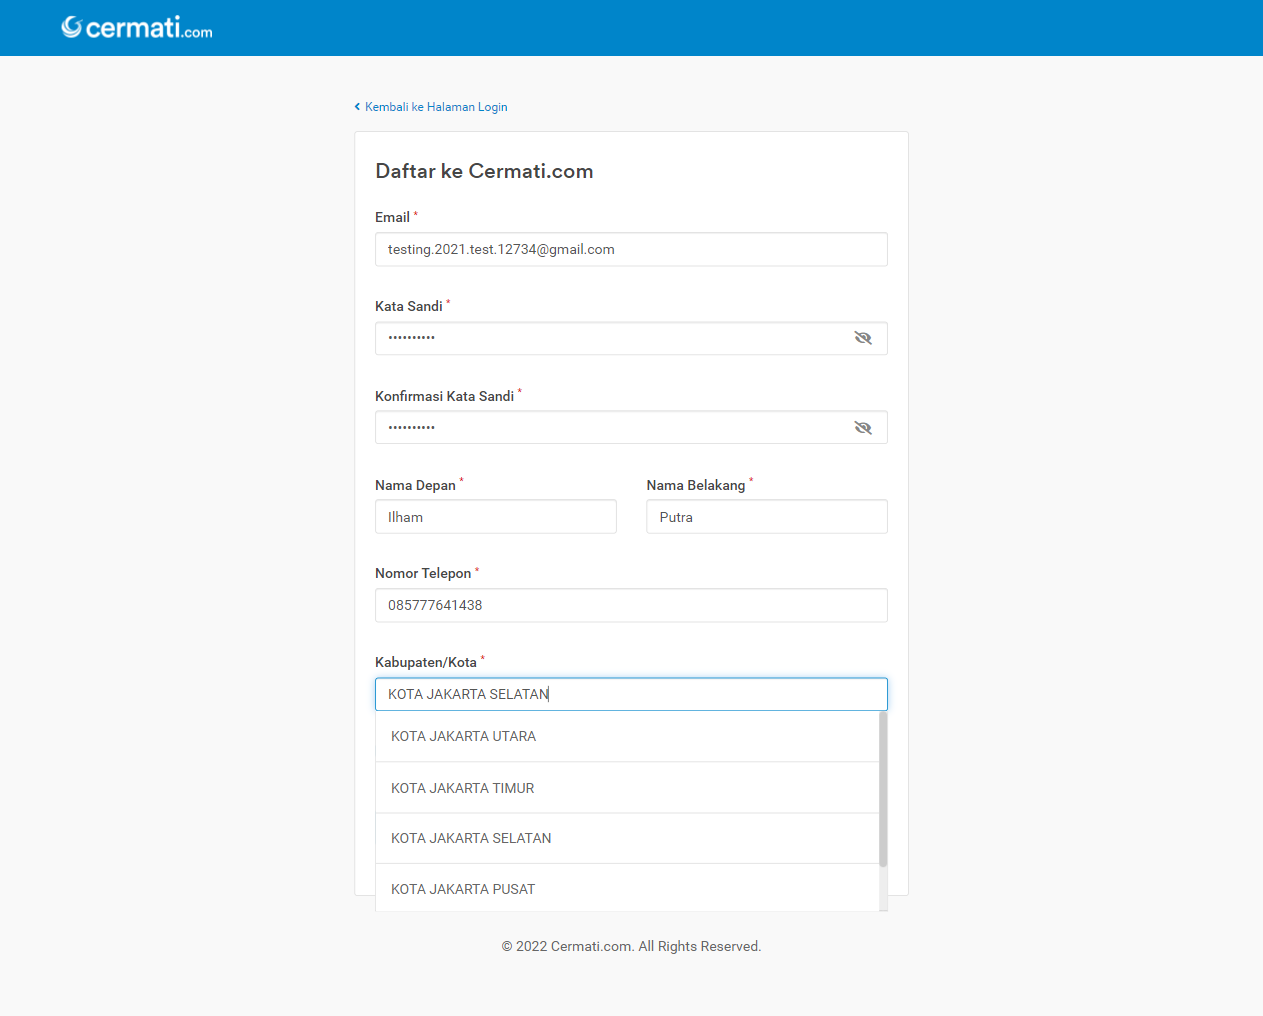 cermati.com
Kembali ke Halaman Login
Daftar ke Cermati.com
Email *
testing.2021.test.12734@gmail.com
Kata Sandi *
••••••••••
Konfirmasi Kata Sandi *
••••••••••
Nama Depan * Nama Belakang *
Ilham Putra
Nomor Telepon *
085777641438
Kabupaten/Kota *
KOTA JAKARTA SELATAN
KOTA JAKARTA UTARA
KOTA JAKARTA TIMUR
KOTA JAKARTA SELATAN
KOTA JAKARTA PUSAT
© 2022 Cermati.com. All Rights Reserved.